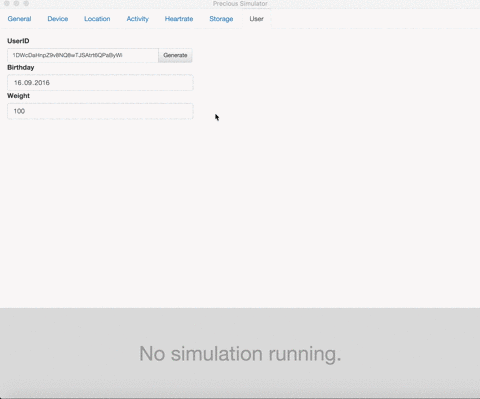 Precious Simulator
General Device Location Activity Heartrate Storage User
UserID
Generate
Birthday
16.09.2016
Weight
100
No simulation running.